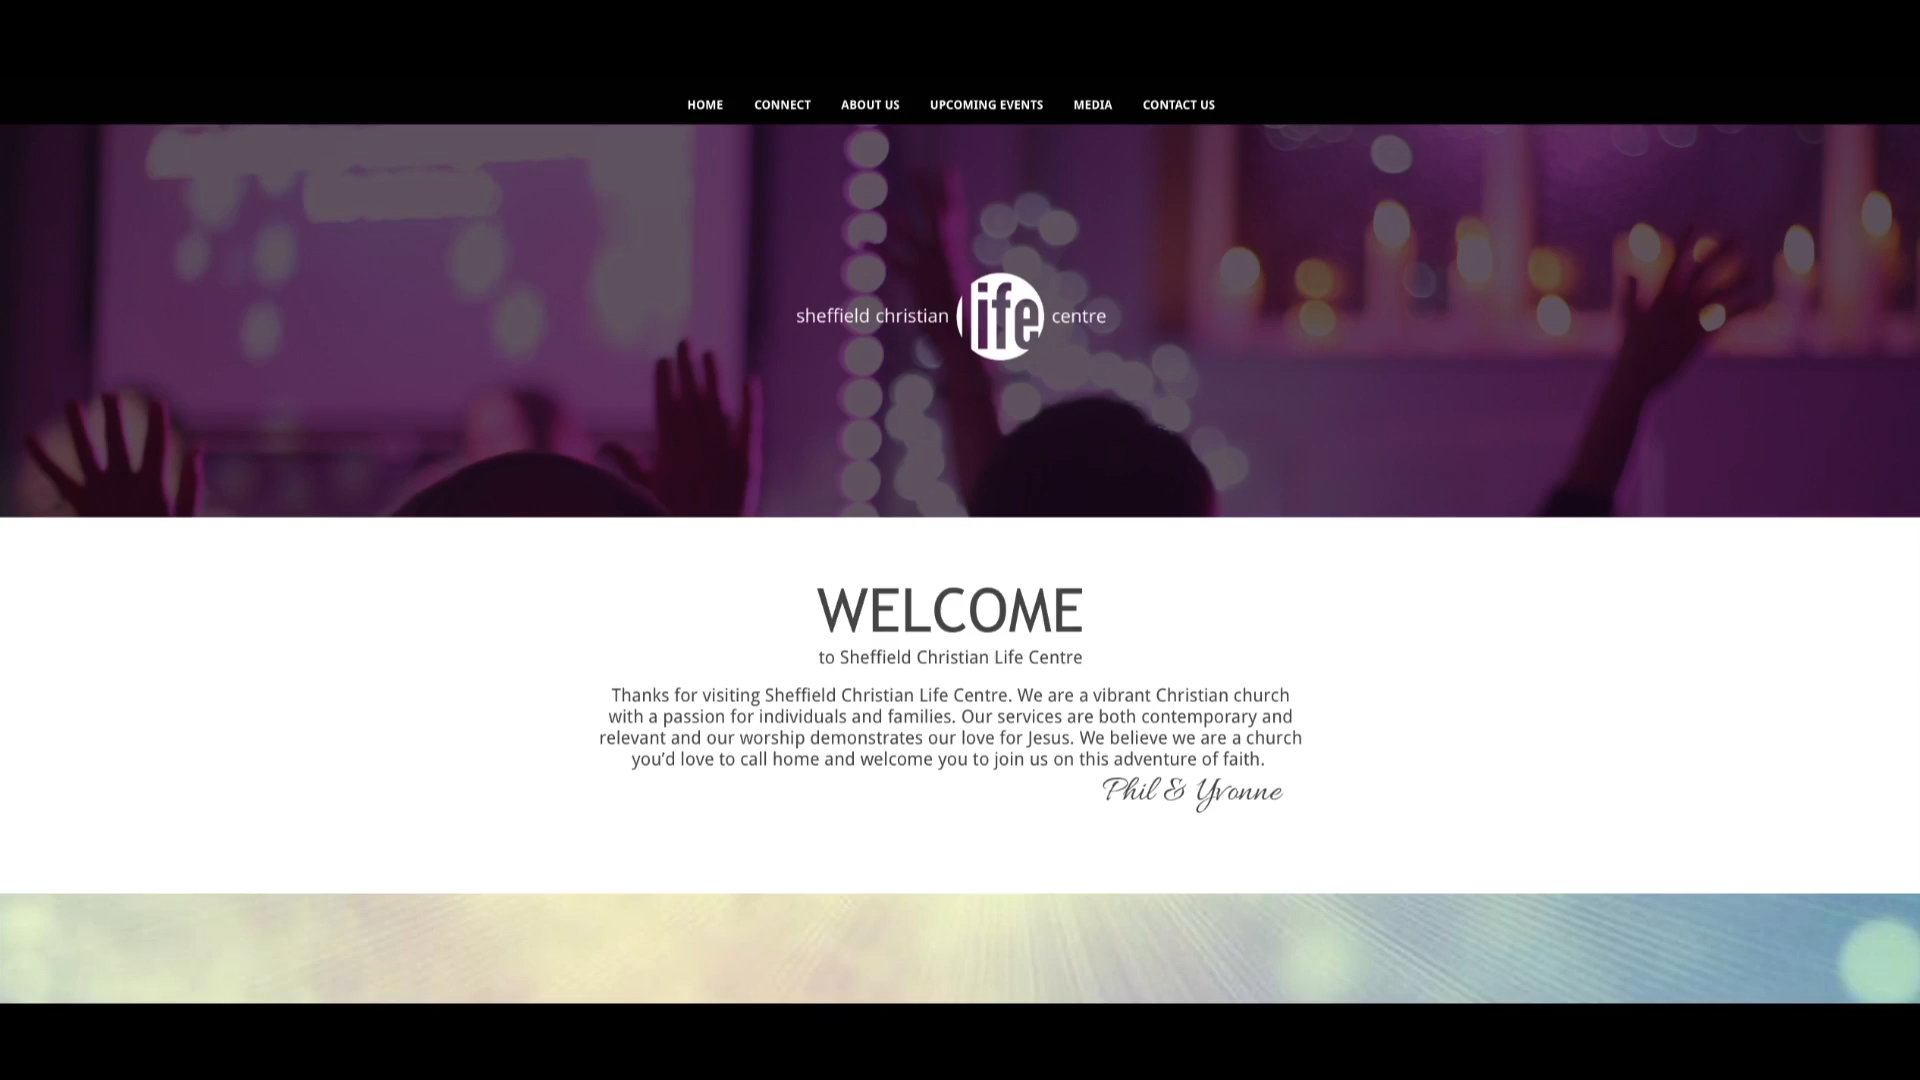 HOME CONNECT ABOUT US UPCOMING EVENTS MEDIA CONTACT US
sheffield christian life centre
WELCOME
to Sheffield Christian Life Centre
Thanks for visiting Sheffield Christian Life Centre. We are a vibrant Christian church
with a passion for individuals and families. Our services are both contemporary and
relevant and our worship demonstrates our love for Jesus. We believe we are a church
you’d love to call home and welcome you to join us on this adventure of faith.
Phil & Yvonne